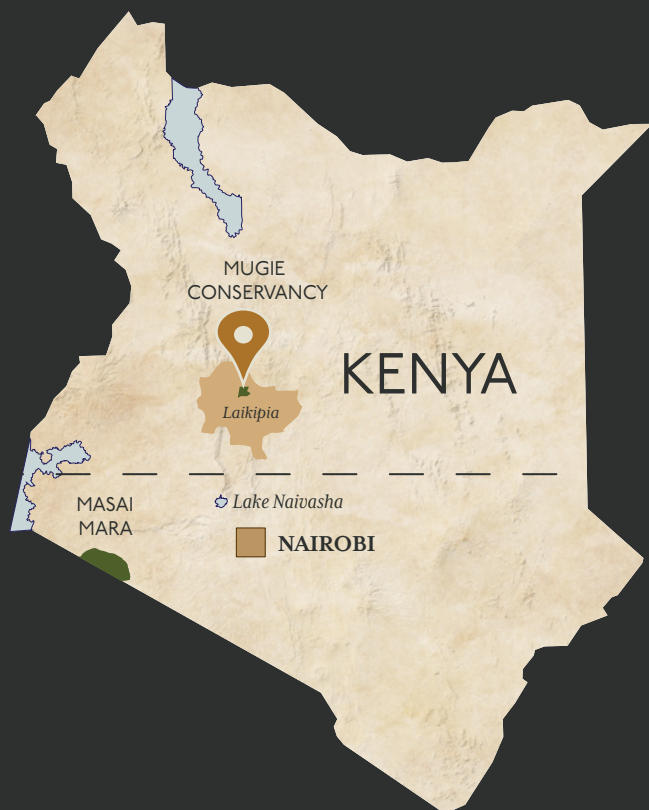 MUGIE
CONSERVANCY
KENYA
Laikipia
Lake Naivasha
MASAI
MARA
NAIROBI